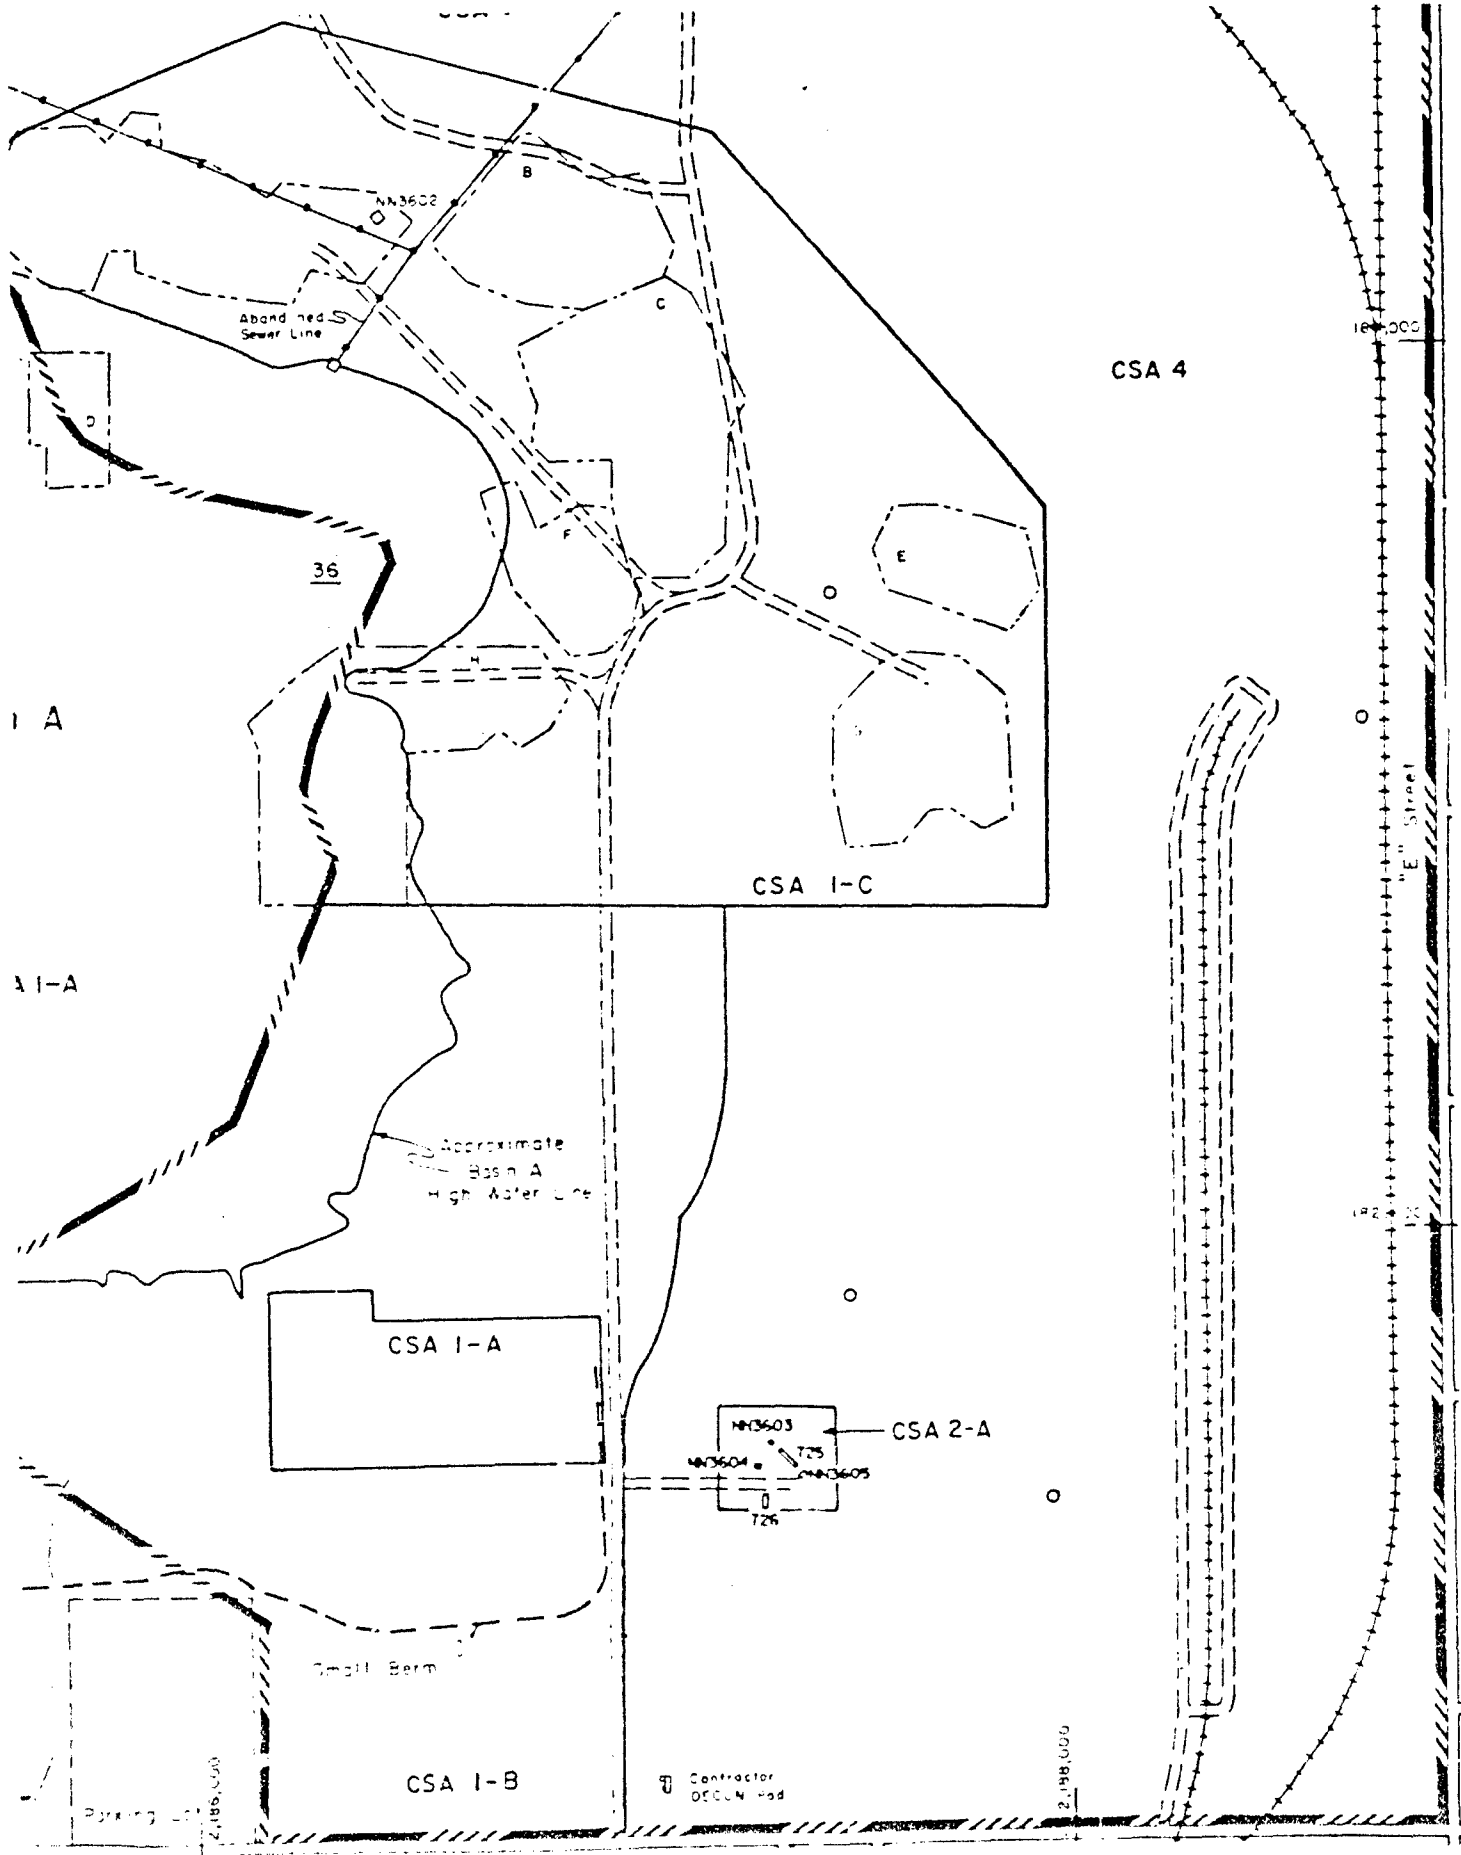 B
NN3602
C
Sewer Line
CSA 4
D
F
E
36
H
1 A
"E" Street
CSA 1-C
A 1-A
Approximate
Basin A
High Water Line
CSA 1-A
NN3603
CSA 2-A
725
NN3604
NN3605
726
Small Berm
CSA 1-B
Contractor
DECON Pad
Parking Lot
2,186,000
2,188,000